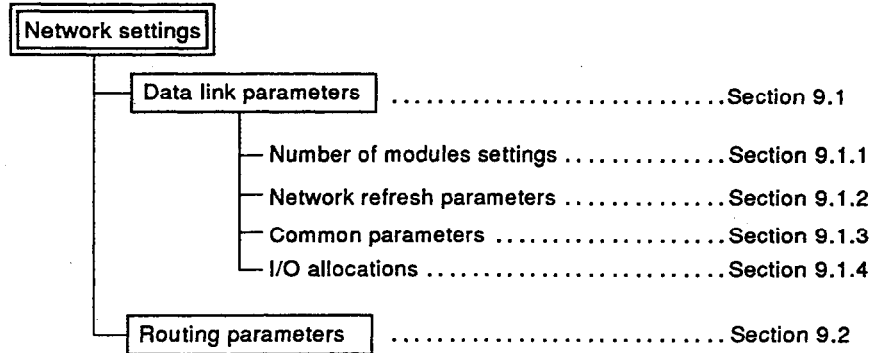 Network settings
Data link parameters ............................Section 9.1
Number of modules settings ..............Section 9.1.1
Network refresh parameters ..............Section 9.1.2
Common parameters ....................Section 9.1.3
I/O allocations ..........................Section 9.1.4
Routing parameters ............................ Section 9.2